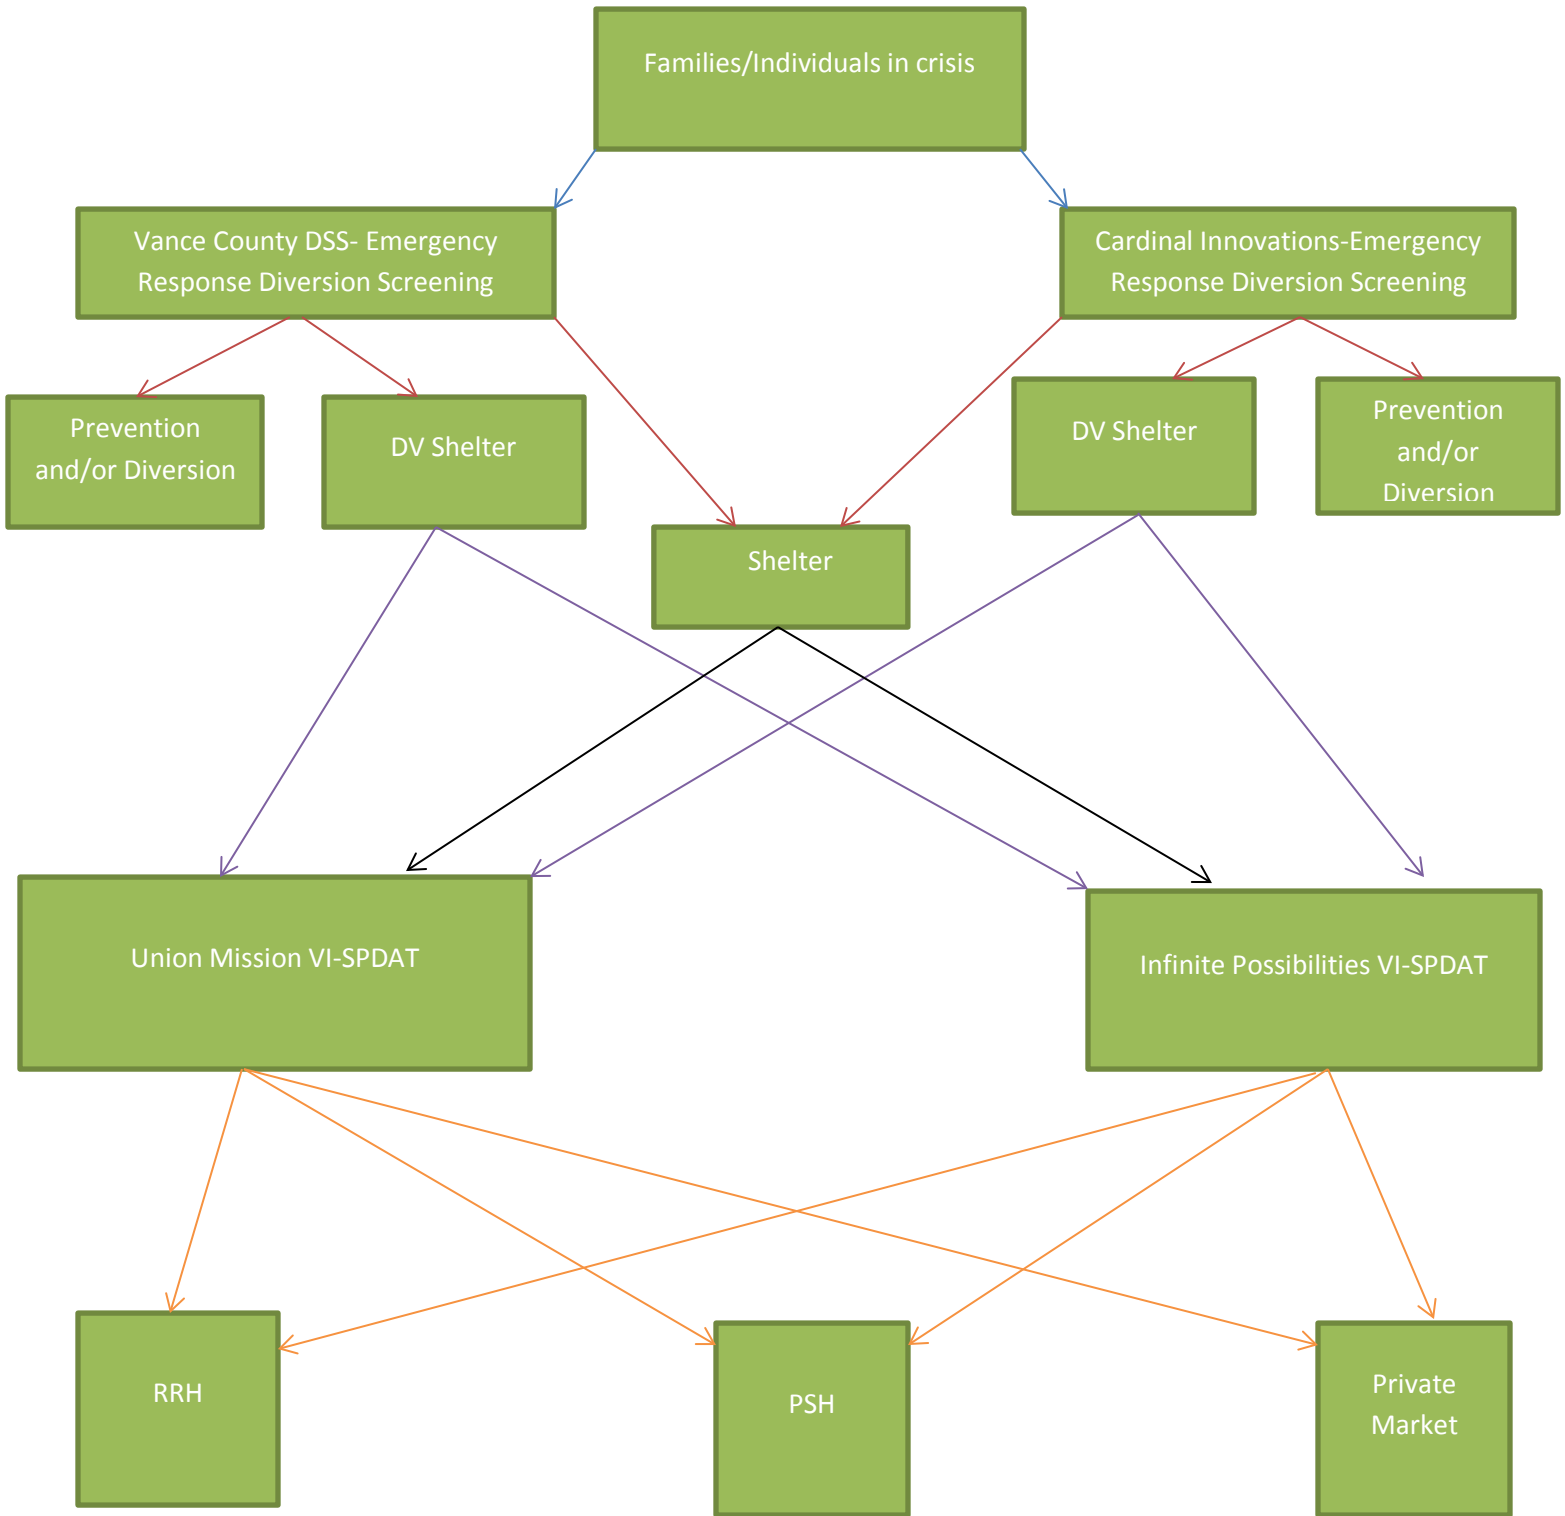 Families/Individuals in crisis
Vance County DSS- Emergency
Response Diversion Screening
Cardinal Innovations-Emergency
Response Diversion Screening
Prevention
and/or Diversion
DV Shelter
DV Shelter
Prevention
and/or
Diversion
Shelter
Union Mission VI-SPDAT
Infinite Possibilities VI-SPDAT
RRH
PSH
Private
Market